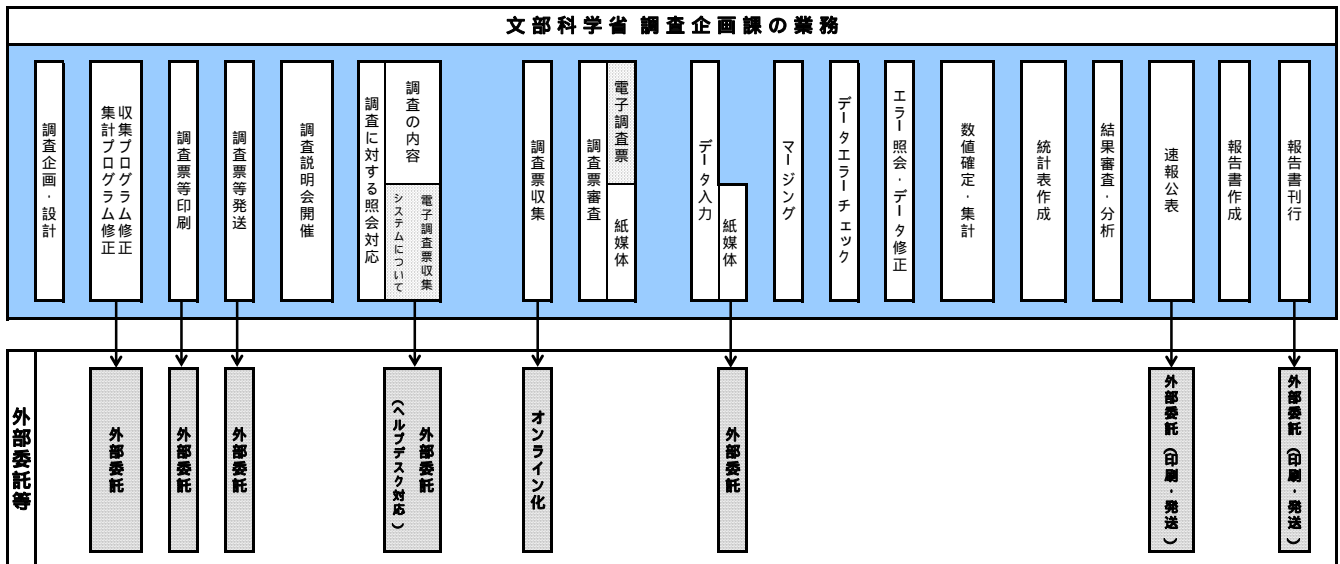 文部科学省 調査企画課の業務
調査企画・設計
収集プログラム修正
集計プログラム修正
調査票等印刷
調査票等発送
調査説明会開催
調査に対する照会対応
調査の内容
電子調査票収集
システムについて
調査票収集
調査票審査
電子調査票
紙媒体
データ入力
紙媒体
マージング
データエラーチェック
エラー照会・データ修正
数値確定・集計
統計表作成
結果審査・分析
速報公表
報告書作成
報告書刊行
外部委託等
外部委託
外部委託
外部委託
外部委託
（ヘルプデスク対応）
オンライン化
外部委託
外部委託（印刷・発送）
外部委託（印刷・発送）